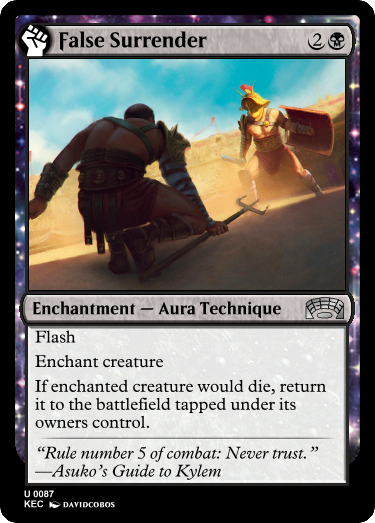 False Surrender 2
Enchantment — Aura Technique
Flash
Enchant creature
If enchanted creature would die, return
it to the battlefield tapped under its
owners control.
“Rule number 5 of combat: Never trust.”
—Asuko's Guide to Kylem
U 0087
KEC DAVIDCOBOS